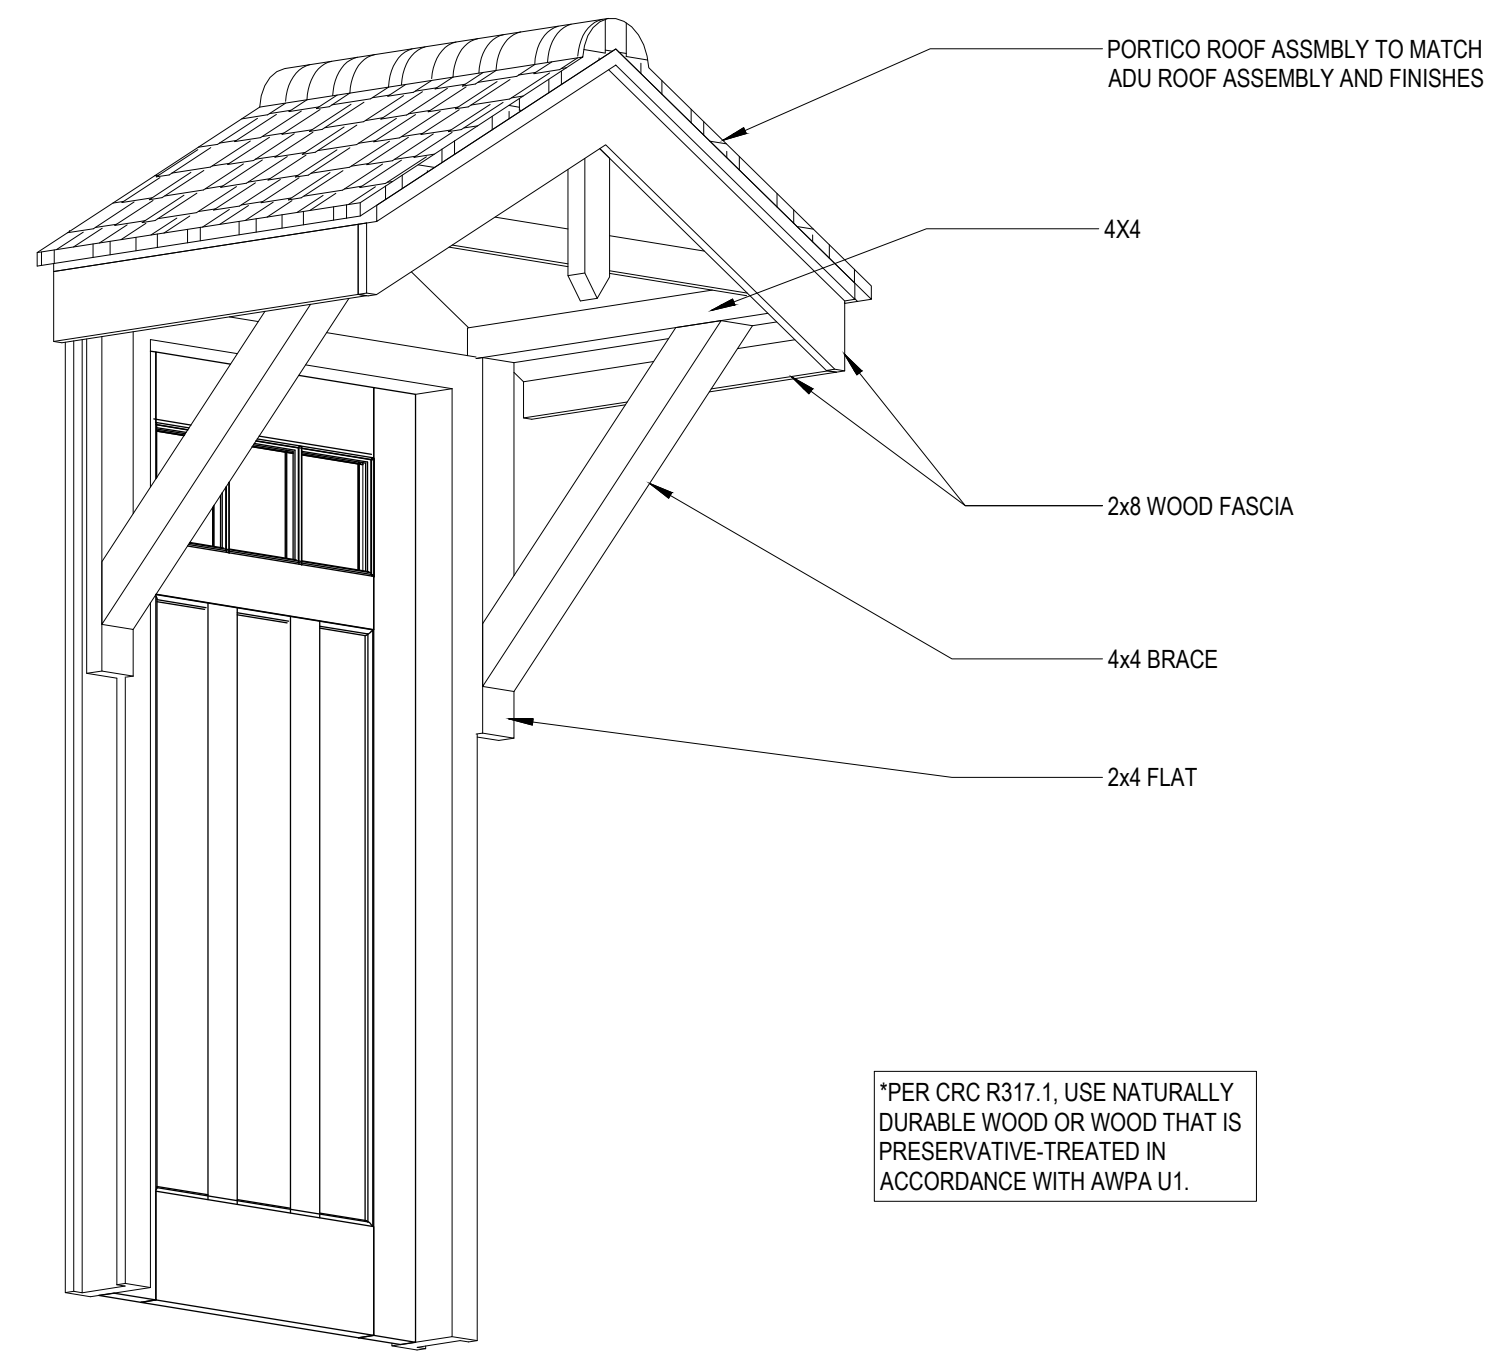 PORTICO ROOF ASSMBLY TO MATCH
ADU ROOF ASSEMBLY AND FINISHES
4X4
2x8 WOOD FASCIA
4x4 BRACE
2x4 FLAT
*PER CRC R317.1, USE NATURALLY
DURABLE WOOD OR WOOD THAT IS
PRESERVATIVE-TREATED IN
ACCORDANCE WITH AWPA U1.